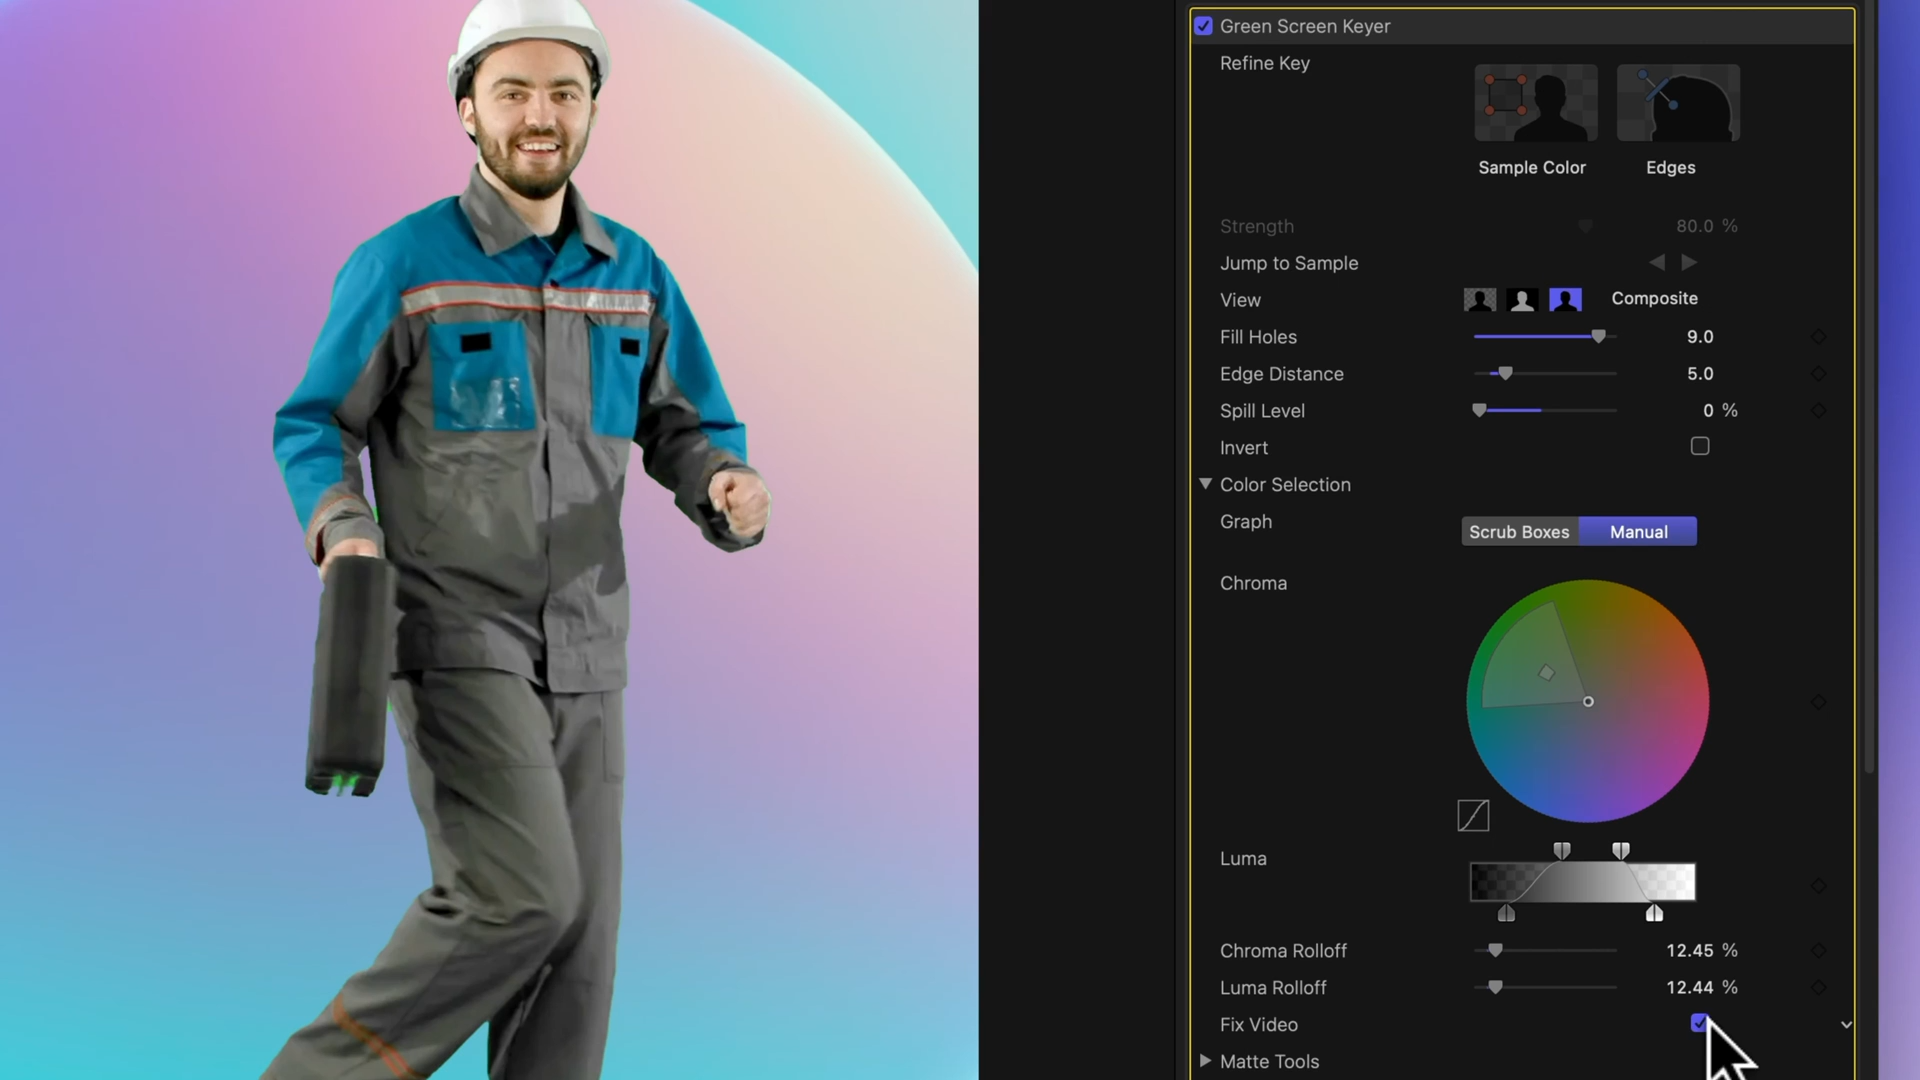 Green Screen Keyer
Refine Key
Sample Color
Edges
Strength
80.0 %
Jump to Sample
View
Composite
Fill Holes
9.0
Edge Distance
5.0
Spill Level
0 %
Invert
Color Selection
Graph
Scrub Boxes
Manual
Chroma
Luma
Chroma Rolloff
12.45 %
Luma Rolloff
12.44 %
Fix Video
Matte Tools